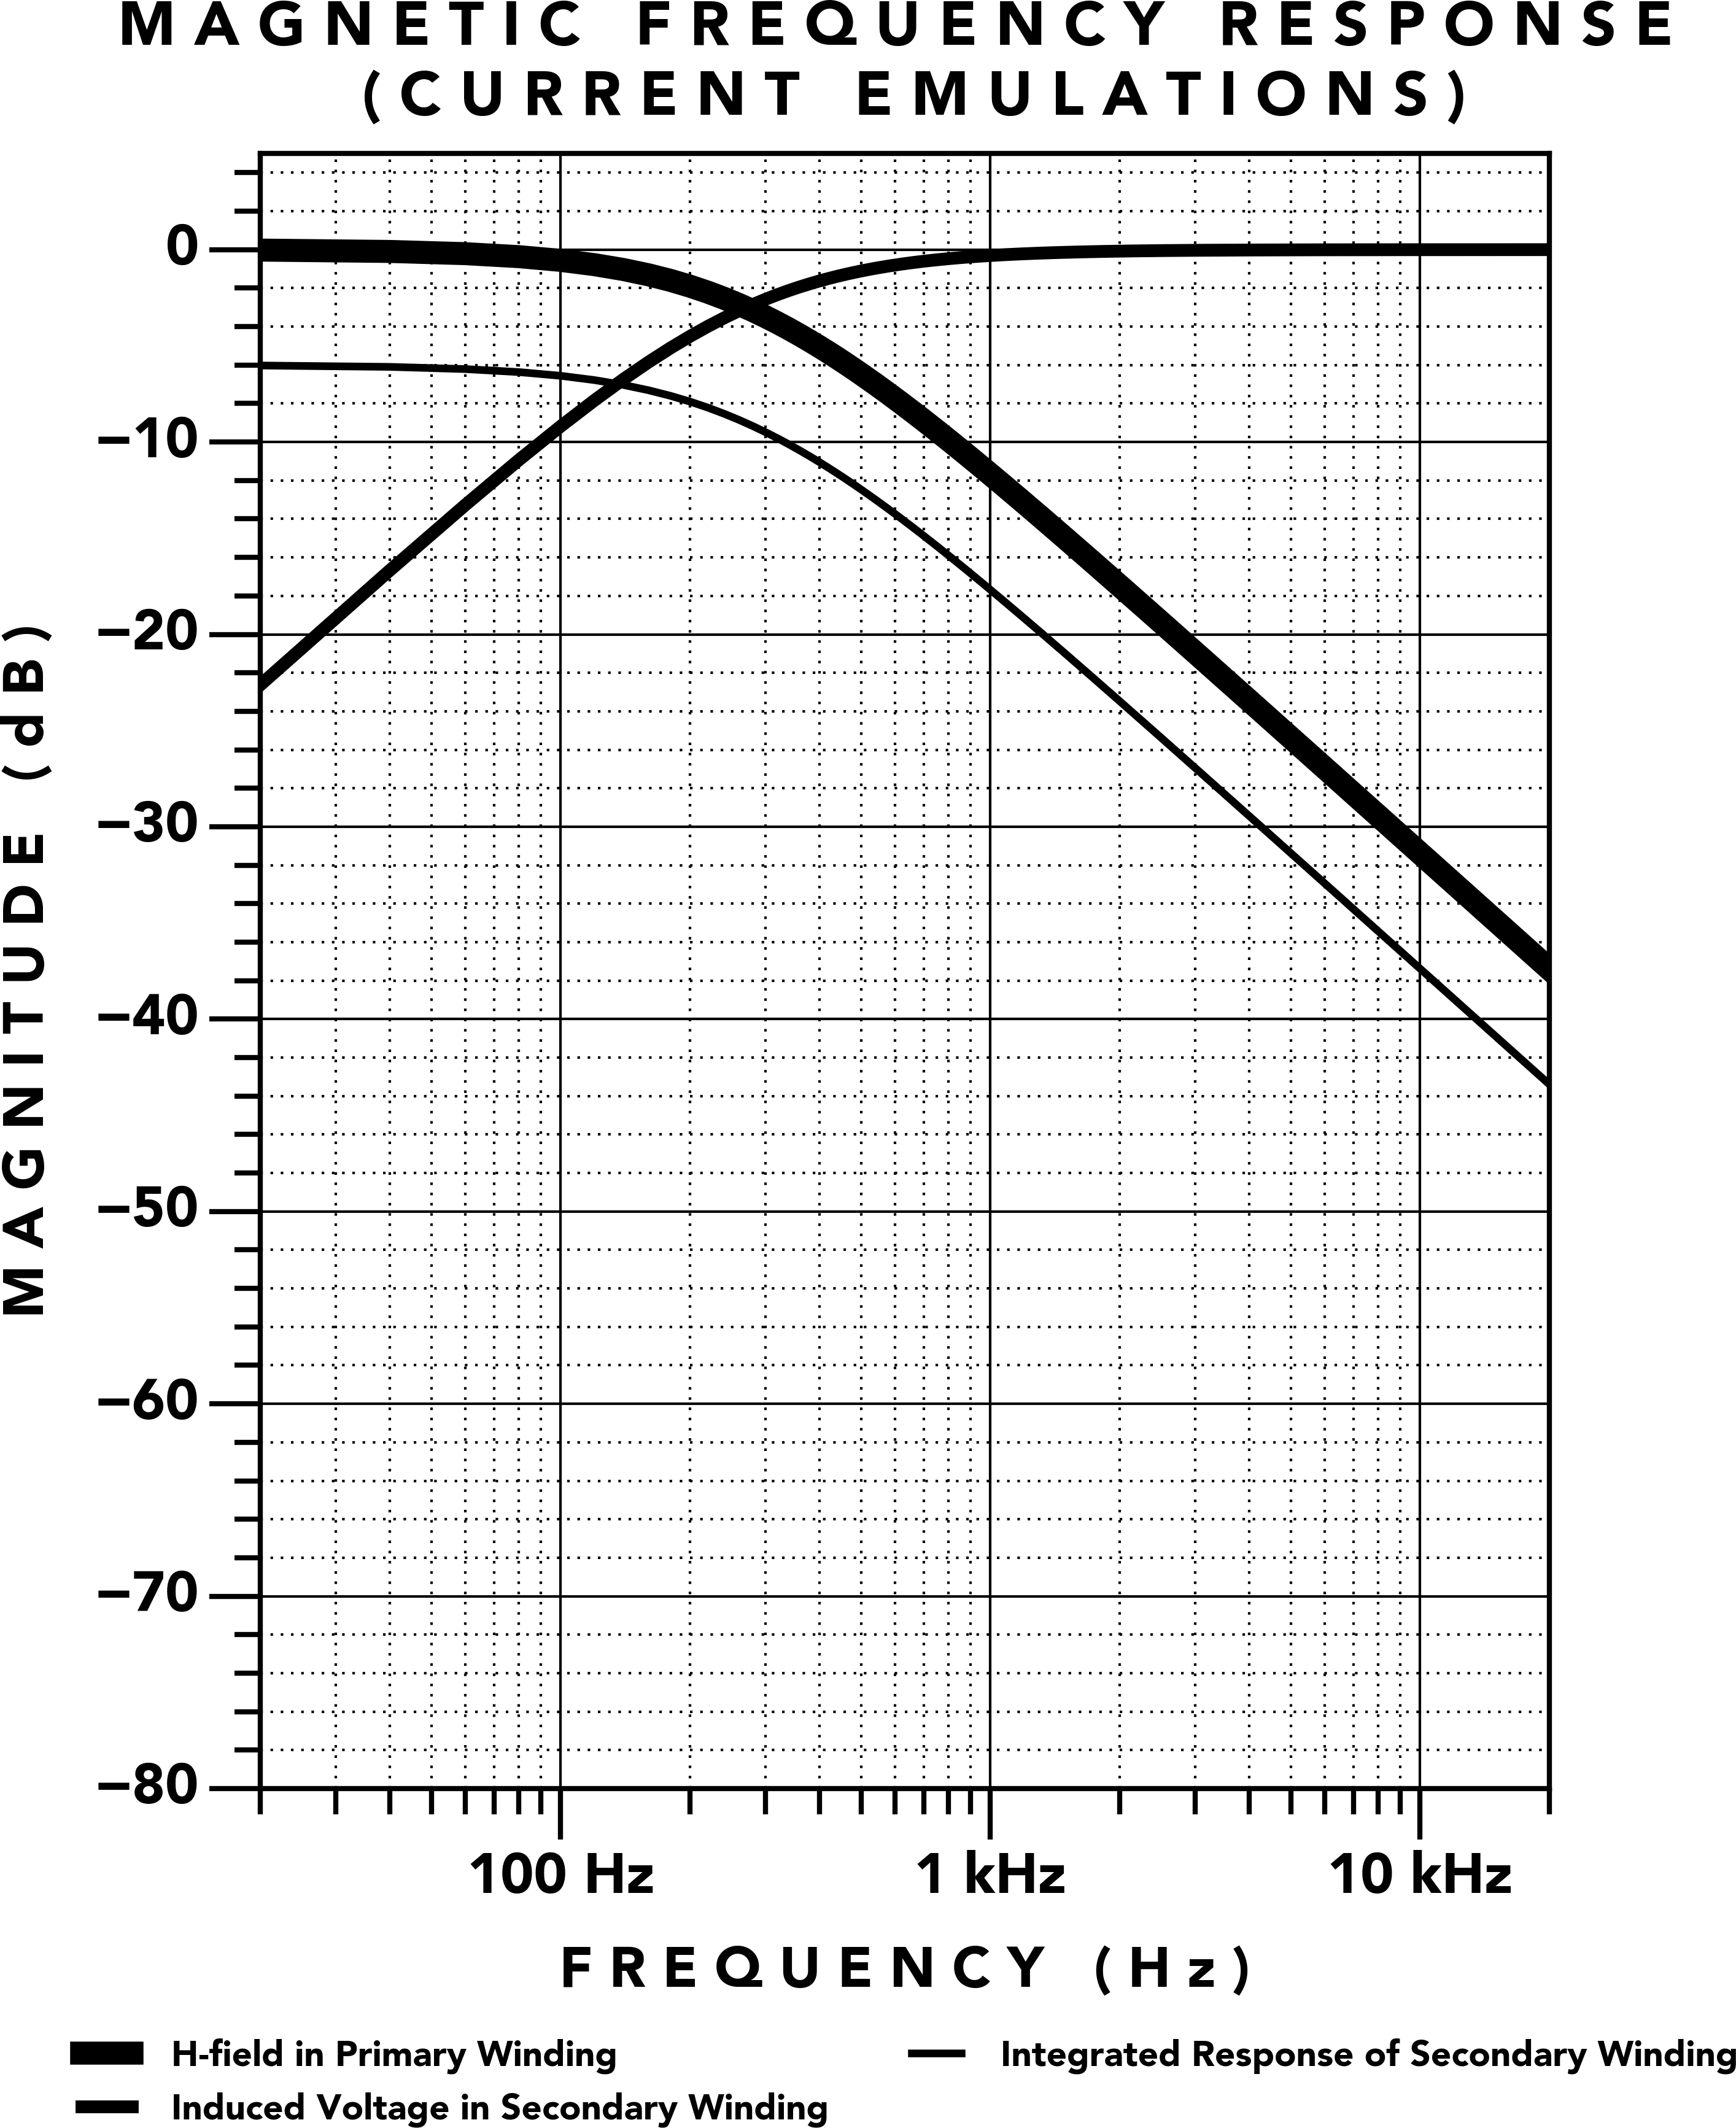 MAGNETIC FREQUENCY RESPONSE
(CURRENT EMULATIONS)
MAGNITUDE (dB)
0
−10
−20
−30
−40
−50
−60
−70
−80
100 Hz 1 kHz 10 kHz
FREQUENCY (Hz)
H-field in Primary Winding
Induced Voltage in Secondary Winding
Integrated Response of Secondary Winding